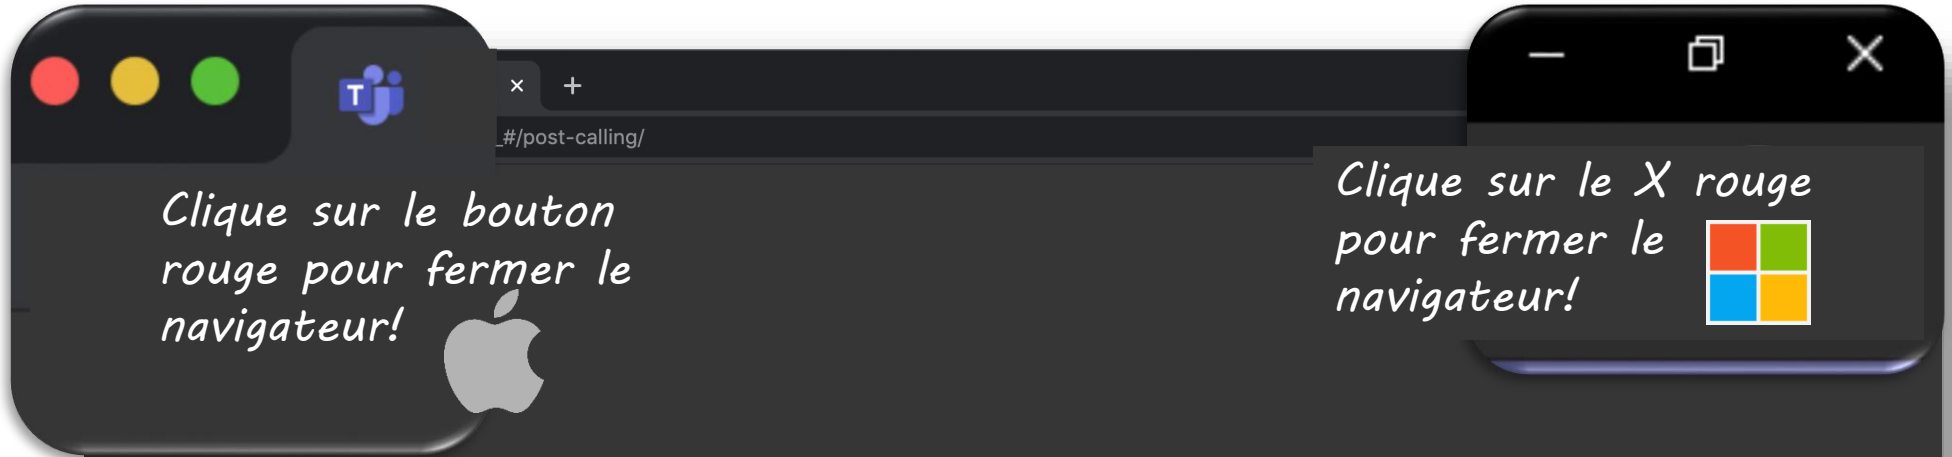 T
_#/post-calling/
Clique sur le bouton
rouge pour fermer le
navigateur!
Clique sur le X rouge
pour fermer le
navigateur!